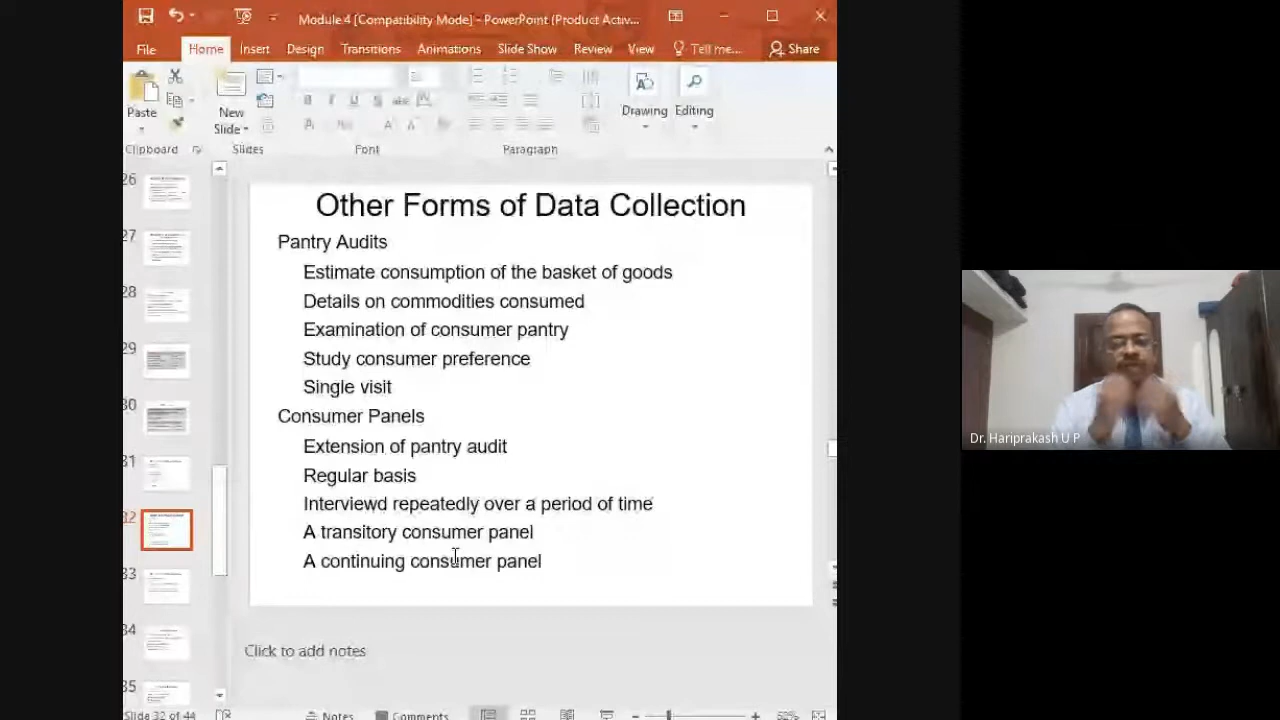 Module 4 [Compatibility Mode] - PowerPoint (Product Activ...
File Home Insert Design Transitions Animations Slide Show Review View Tell me... Share
Paste
New
Slide
Drawing
Editing
Clipboard
Slides
Font
Paragraph
26
27
28
29
30
31
32
33
34
35
Other Forms of Data Collection
Pantry Audits
Estimate consumption of the basket of goods
Details on commodities consumed
Examination of consumer pantry
Study consumer preference
Single visit
Consumer Panels
Extension of pantry audit
Regular basis
Interviewd repeatedly over a period of time
A transitory consumer panel
A continuing consumer panel
Click to add notes
Slide 32 of 44
Notes
Comments
Dr. Hariprakash U P